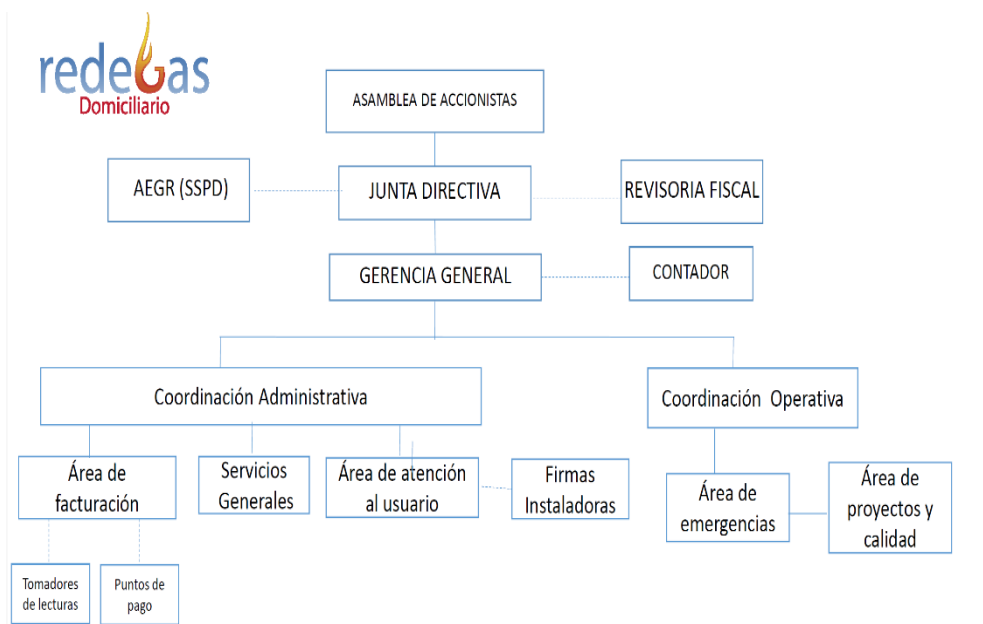 redeGas
Domiciliario
ASAMBLEA DE ACCIONISTAS
AEGR (SSPD)
JUNTA DIRECTIVA
REVISORIA FISCAL
GERENCIA GENERAL
CONTADOR
Coordinación Administrativa
Coordinación Operativa
Área de
facturación
Servicios
Generales
Área de atención
al usuario
Firmas
Instaladoras
Área de
emergencias
Área de
proyectos y
calidad
Tomadores
de lecturas
Puntos de
pago